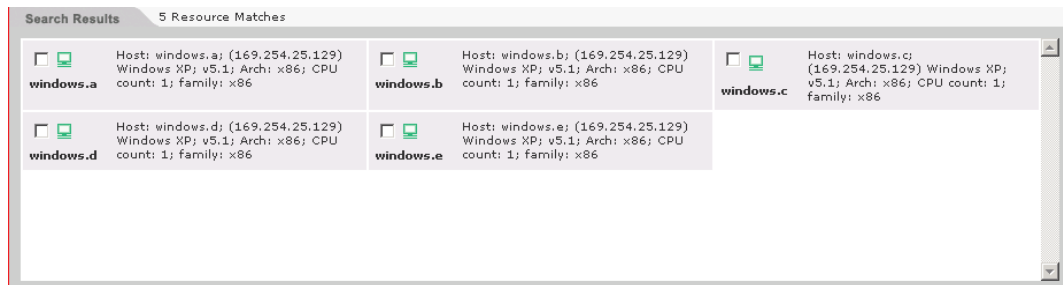 Search Results 5 Resource Matches
windows.a
Host: windows.a; (169.254.25.129)
Windows XP; v5.1; Arch: x86; CPU
count: 1; family: x86
windows.b
Host: windows.b; (169.254.25.129)
Windows XP; v5.1; Arch: x86; CPU
count: 1; family: x86
windows.c
Host: windows.c;
(169.254.25.129) Windows XP;
v5.1; Arch: x86; CPU count: 1;
family: x86
windows.d
Host: windows.d; (169.254.25.129)
Windows XP; v5.1; Arch: x86; CPU
count: 1; family: x86
windows.e
Host: windows.e; (169.254.25.129)
Windows XP; v5.1; Arch: x86; CPU
count: 1; family: x86